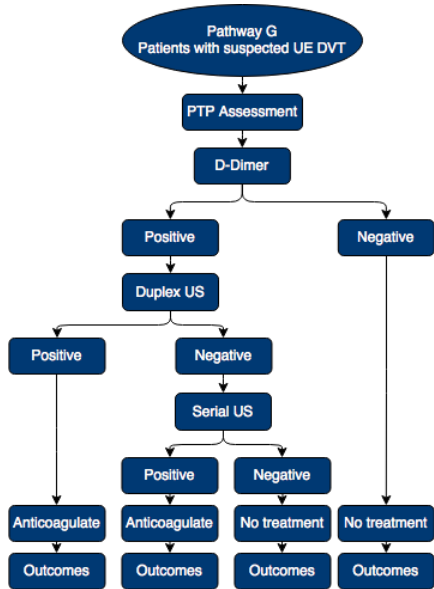 Pathway G
Patients with suspected UE DVT
PTP Assessment
D-Dimer
Positive
Negative
Duplex US
Positive
Negative
Serial US
Positive
Negative
Anticoagulate
Anticoagulate
No treatment
No treatment
Outcomes
Outcomes
Outcomes
Outcomes